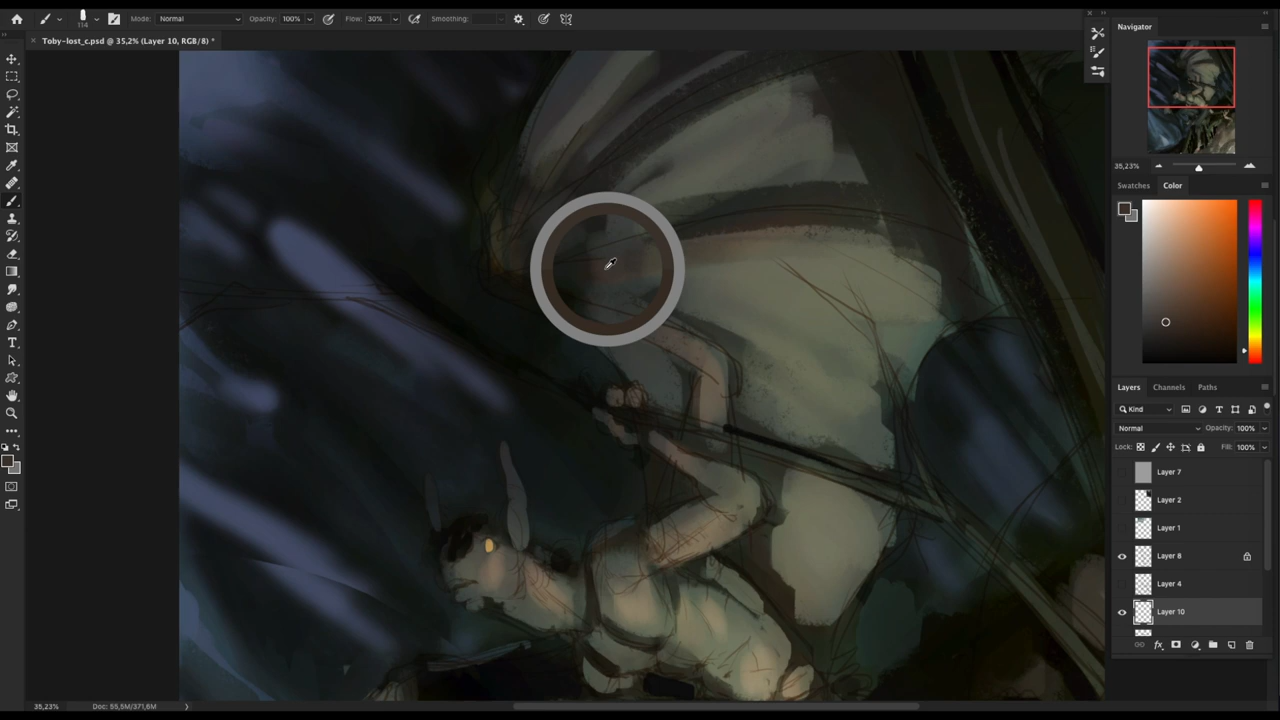 114
Mode: Normal Opacity: 100% Flow: 30% Smoothing:
Toby-lost_c.psd @ 35,2% (Layer 10, RGB/8) *
Navigator
35,23%
Swatches Color
Layers Channels Paths
Kind
Normal Opacity: 100%
Lock: Fill: 100%
Layer 7
Layer 2
Layer 1
Layer 8
Layer 4
Layer 10
35,23% Doc: 55,5M/371,6M